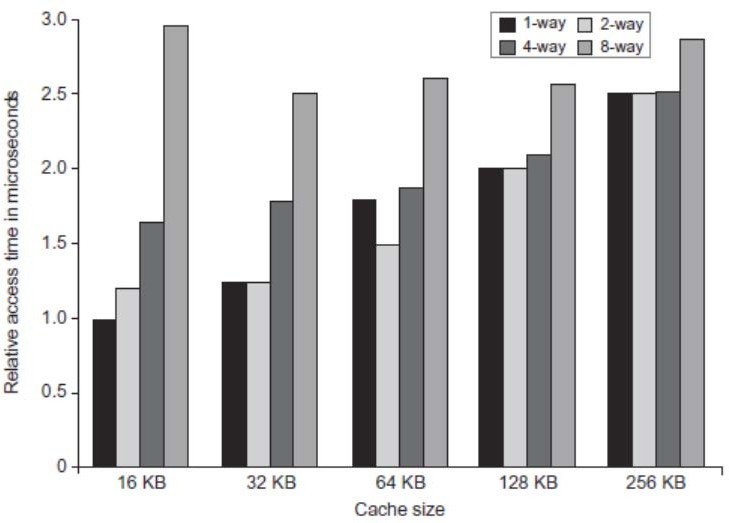 Relative access time in microseconds
3.0
2.5
2.0
1.5
1.0
0.5
0
1-way 2-way
4-way 8-way
16 KB 32 KB 64 KB 128 KB 256 KB
Cache size